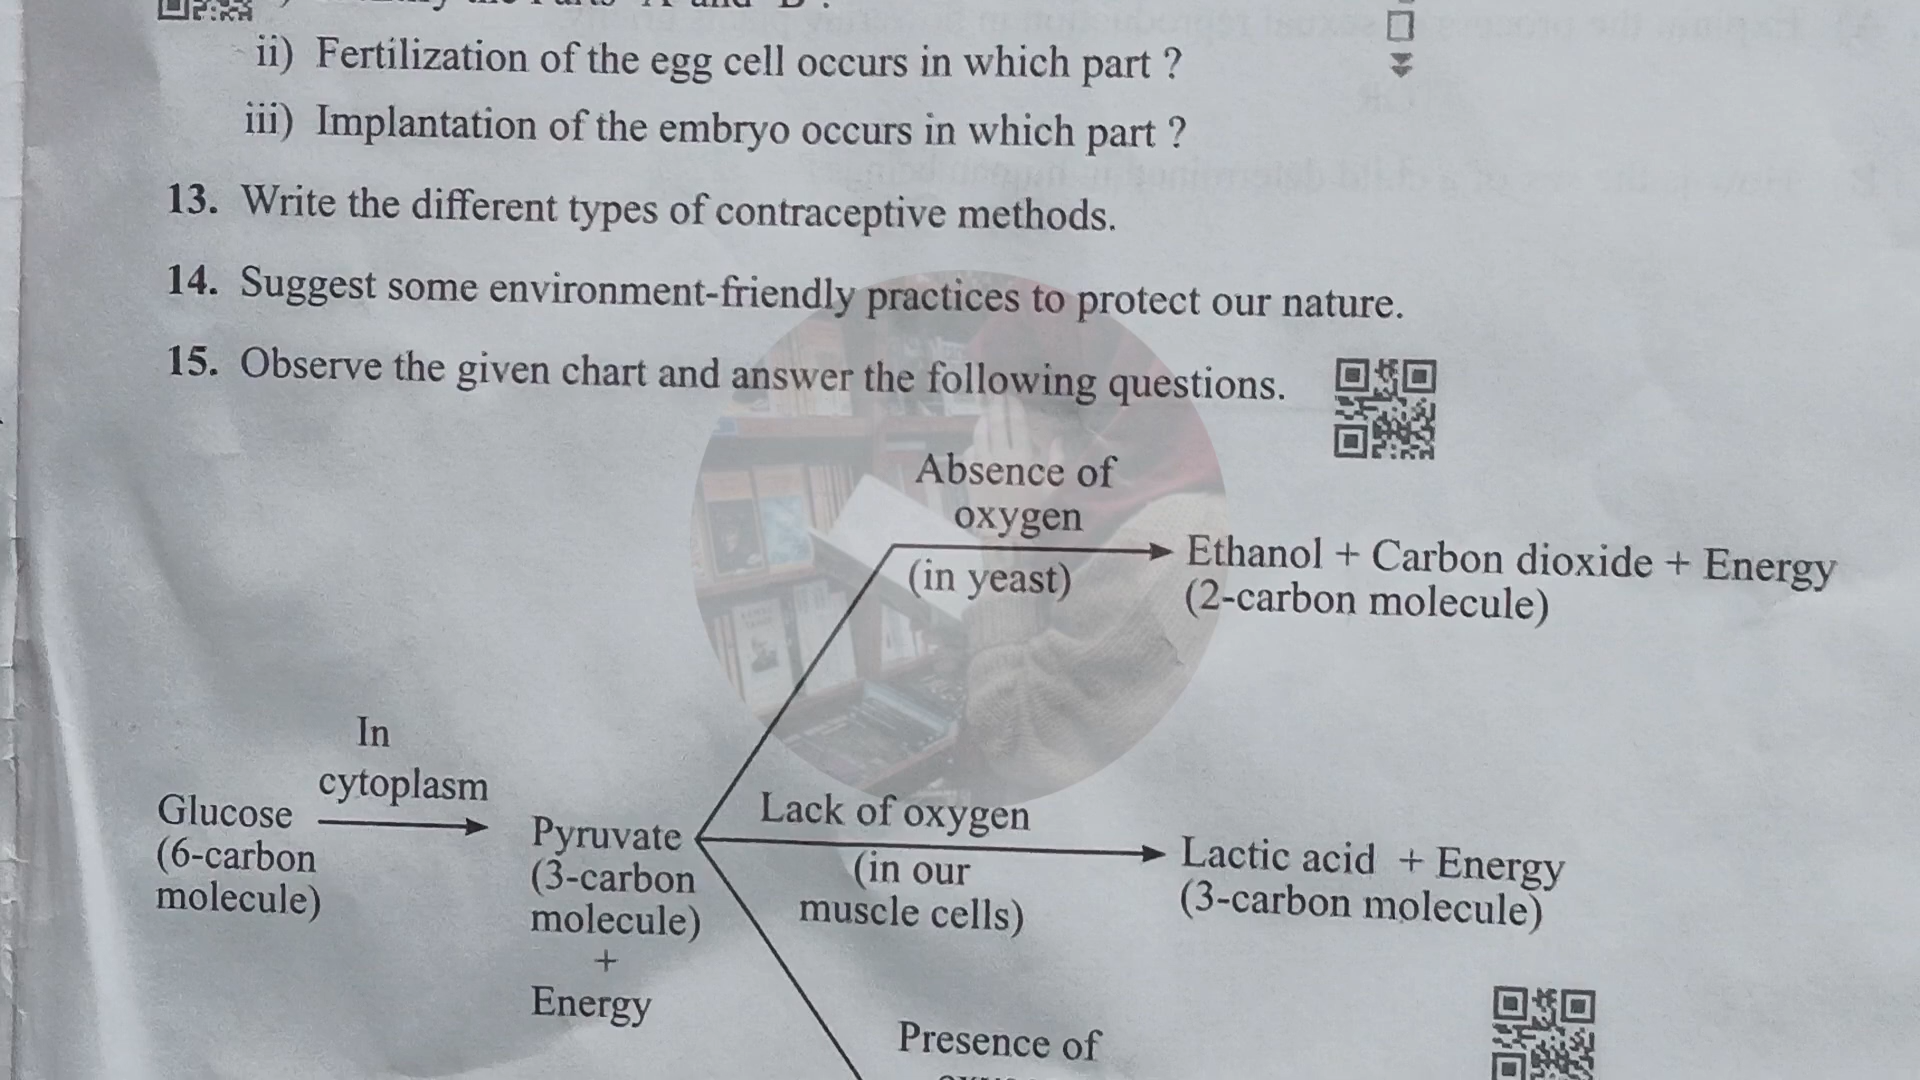 ii) Fertilization of the egg cell occurs in which part ?
iii) Implantation of the embryo occurs in which part ?
13. Write the different types of contraceptive methods.
14. Suggest some environment-friendly practices to protect our nature.
15. Observe the given chart and answer the following questions.
Absence of
oxygen
(in yeast)
Ethanol + Carbon dioxide + Energy
(2-carbon molecule)
In
cytoplasm
Glucose
(6-carbon
molecule)
Pyruvate
(3-carbon
molecule)
+
Energy
Lack of oxygen
(in our
muscle cells)
Lactic acid + Energy
(3-carbon molecule)
Presence of